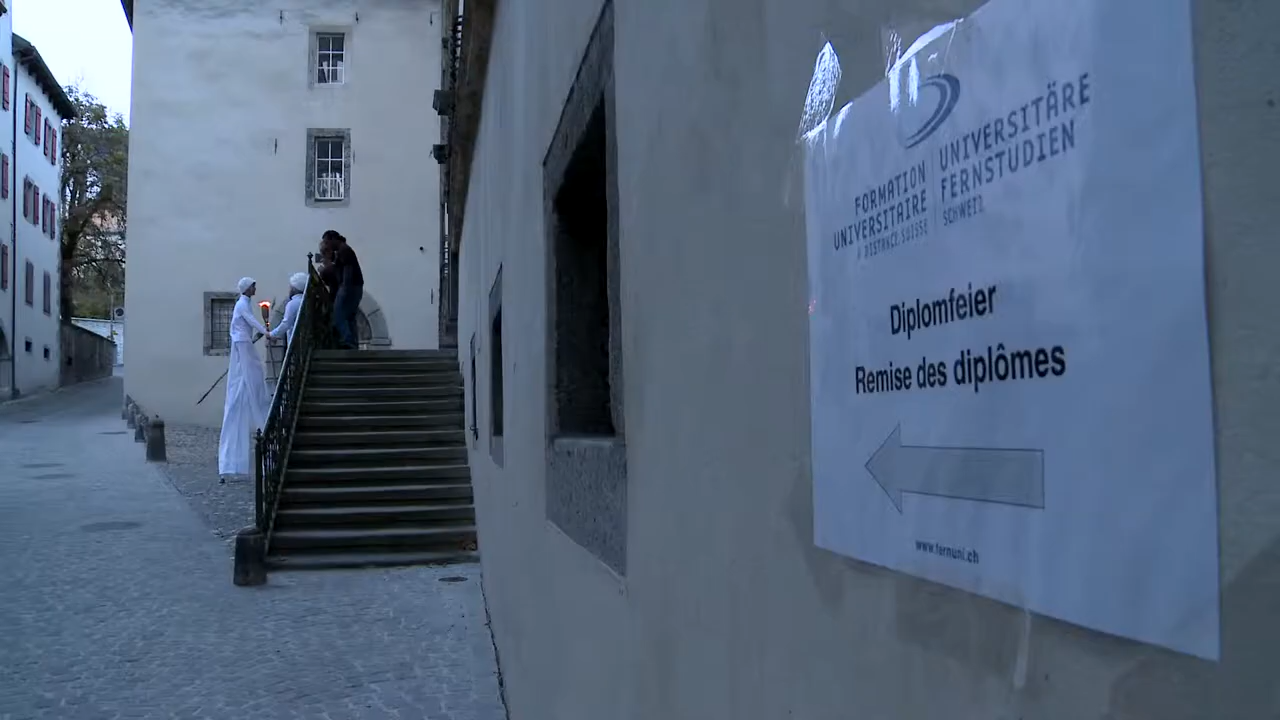 FORMATION
UNIVERSITAIRE
À DISTANCE, SUISSE
UNIVERSITÄRE
FERNSTUDIEN
SCHWEIZ
Diplomfeier
Remise des diplômes
www.fernuni.ch